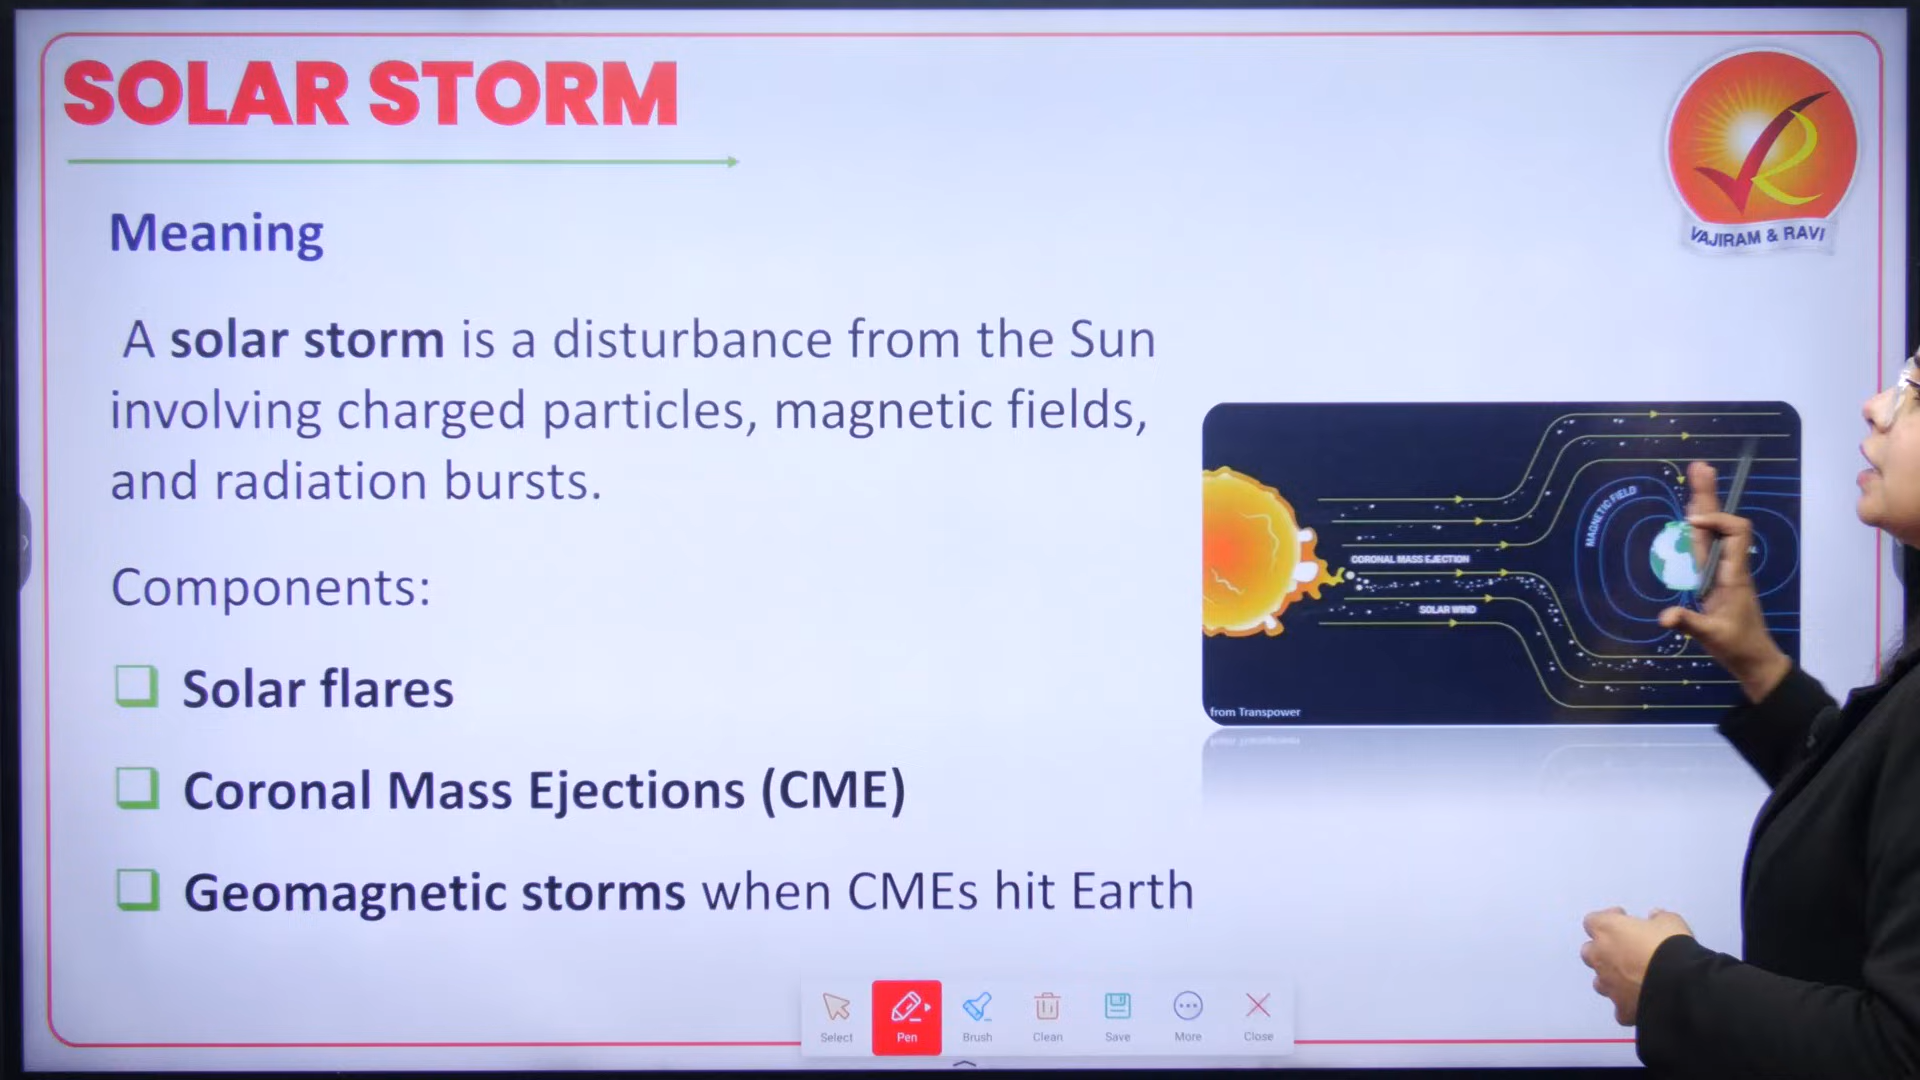 SOLAR STORM
VAJIRAM & RAVI
Meaning
A solar storm is a disturbance from the Sun
involving charged particles, magnetic fields,
and radiation bursts.
Components:
Solar flares
Coronal Mass Ejections (CME)
Geomagnetic storms when CMEs hit Earth
MAGNETIC FIELD
CORONAL MASS EJECTION
SOLAR WIND
from Transpower
Select
Pen
Brush
Clean
Save
More
Close